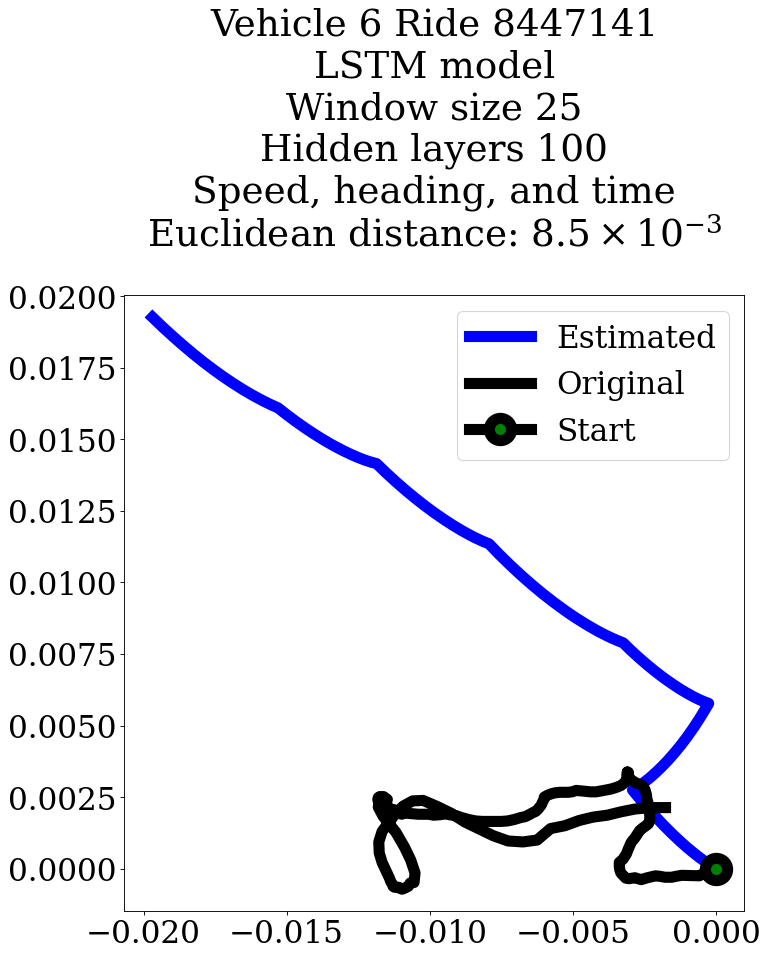 Vehicle 6 Ride 8447141
LSTM model
Window size 25
Hidden layers 100
Speed, heading, and time
Euclidean distance: 8.5 × 10⁻³
0.0200
0.0175
0.0150
0.0125
0.0100
0.0075
0.0050
0.0025
0.0000
Estimated
Original
Start
−0.020 −0.015 −0.010 −0.005 0.000